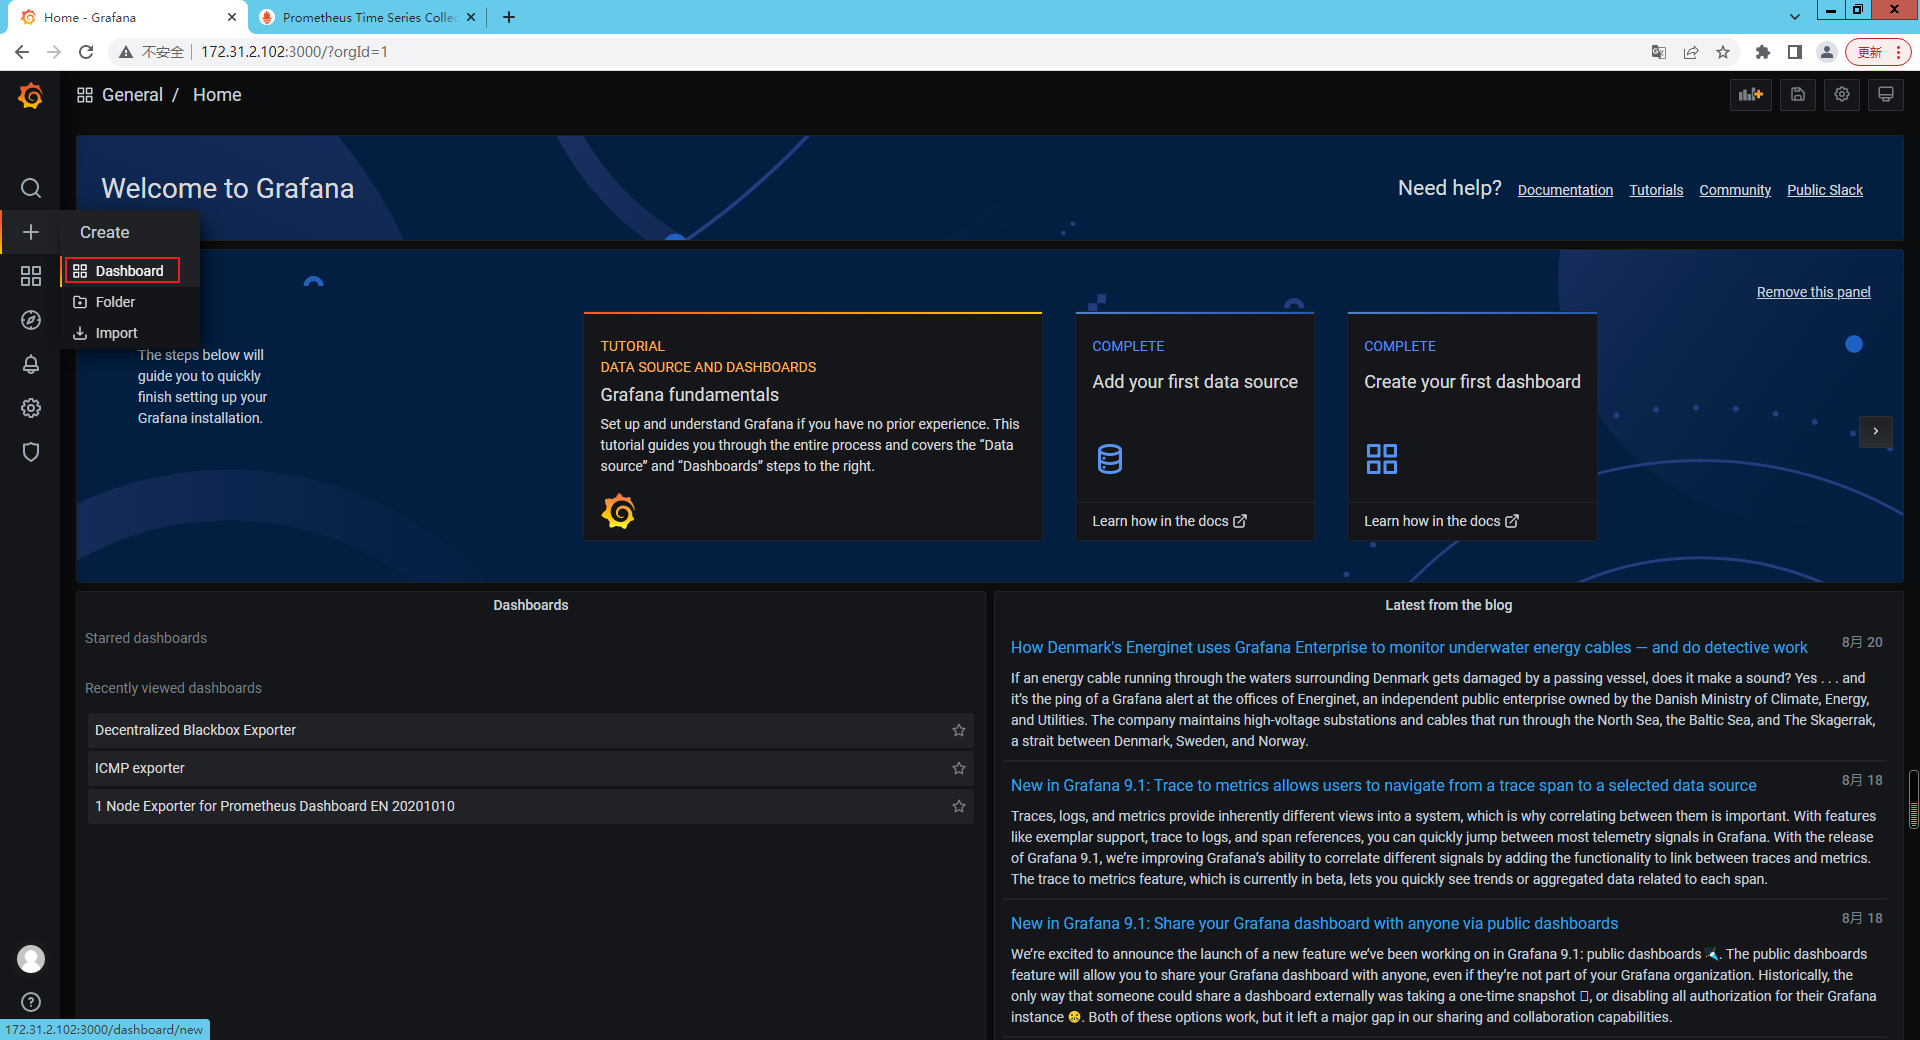 Home - Grafana
Prometheus Time Series Collec
不安全
172.31.2.102:3000/?orgId=1
更新
General / Home
Welcome to Grafana
Need help?
Documentation
Tutorials
Community
Public Slack
Create
Dashboard
Folder
Import
Remove this panel
The steps below will
guide you to quickly
finish setting up your
Grafana installation.
TUTORIAL
DATA SOURCE AND DASHBOARDS
Grafana fundamentals
Set up and understand Grafana if you have no prior experience. This
tutorial guides you through the entire process and covers the “Data
source” and “Dashboards” steps to the right.
COMPLETE
Add your first data source
Learn how in the docs
COMPLETE
Create your first dashboard
Learn how in the docs
Dashboards
Starred dashboards
Recently viewed dashboards
Decentralized Blackbox Exporter
ICMP exporter
1 Node Exporter for Prometheus Dashboard EN 20201010
Latest from the blog
How Denmark's Energinet uses Grafana Enterprise to monitor underwater energy cables — and do detective work
8月 20
If an energy cable running through the waters surrounding Denmark gets damaged by a passing vessel, does it make a sound? Yes . . . and
it’s the ping of a Grafana alert at the offices of Energinet, an independent public enterprise owned by the Danish Ministry of Climate, Energy,
and Utilities. The company maintains high-voltage substations and cables that run through the North Sea, the Baltic Sea, and The Skagerrak,
a strait between Denmark, Sweden, and Norway.
New in Grafana 9.1: Trace to metrics allows users to navigate from a trace span to a selected data source
8月 18
Traces, logs, and metrics provide inherently different views into a system, which is why correlating between them is important. With features
like exemplar support, trace to logs, and span references, you can quickly jump between most telemetry signals in Grafana. With the release
of Grafana 9.1, we’re improving Grafana’s ability to correlate different signals by adding the functionality to link between traces and metrics.
The trace to metrics feature, which is currently in beta, lets you quickly see trends or aggregated data related to each span.
New in Grafana 9.1: Share your Grafana dashboard with anyone via public dashboards
8月 18
We’re excited to announce the launch of a new feature we’ve been working on in Grafana 9.1: public dashboards. The public dashboards
feature will allow you to share your Grafana dashboard with anyone, even if they’re not part of your Grafana organization. Historically, the
only way that someone could share a dashboard externally was taking a one-time snapshot, or disabling all authorization for their Grafana
instance. Both of these options work, but it left a major gap in our sharing and collaboration capabilities.
172.31.2.102:3000/dashboard/new